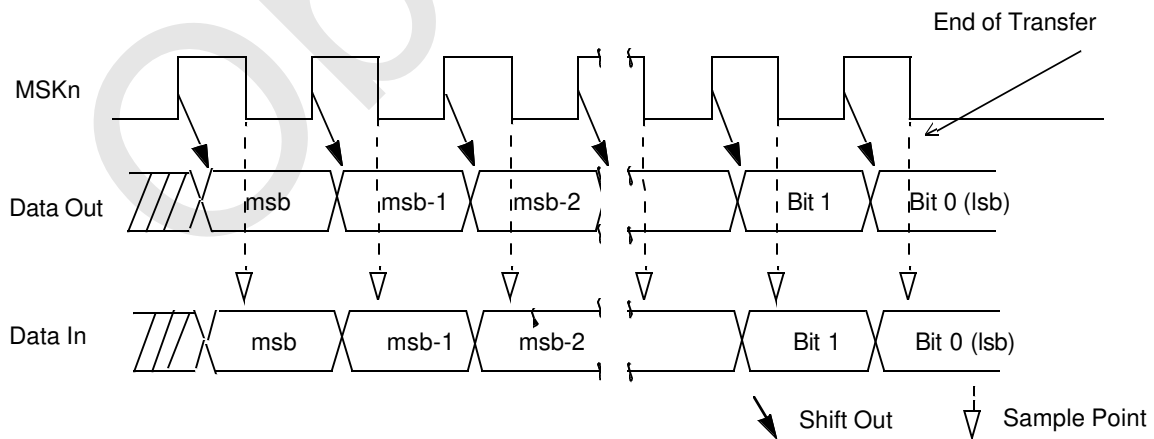 End of Transfer
MSKn
Data Out
msb
msb-1
msb-2
Bit 1
Bit 0 (lsb)
Data In
msb
msb-1
msb-2
Bit 1
Bit 0 (lsb)
Shift Out
Sample Point